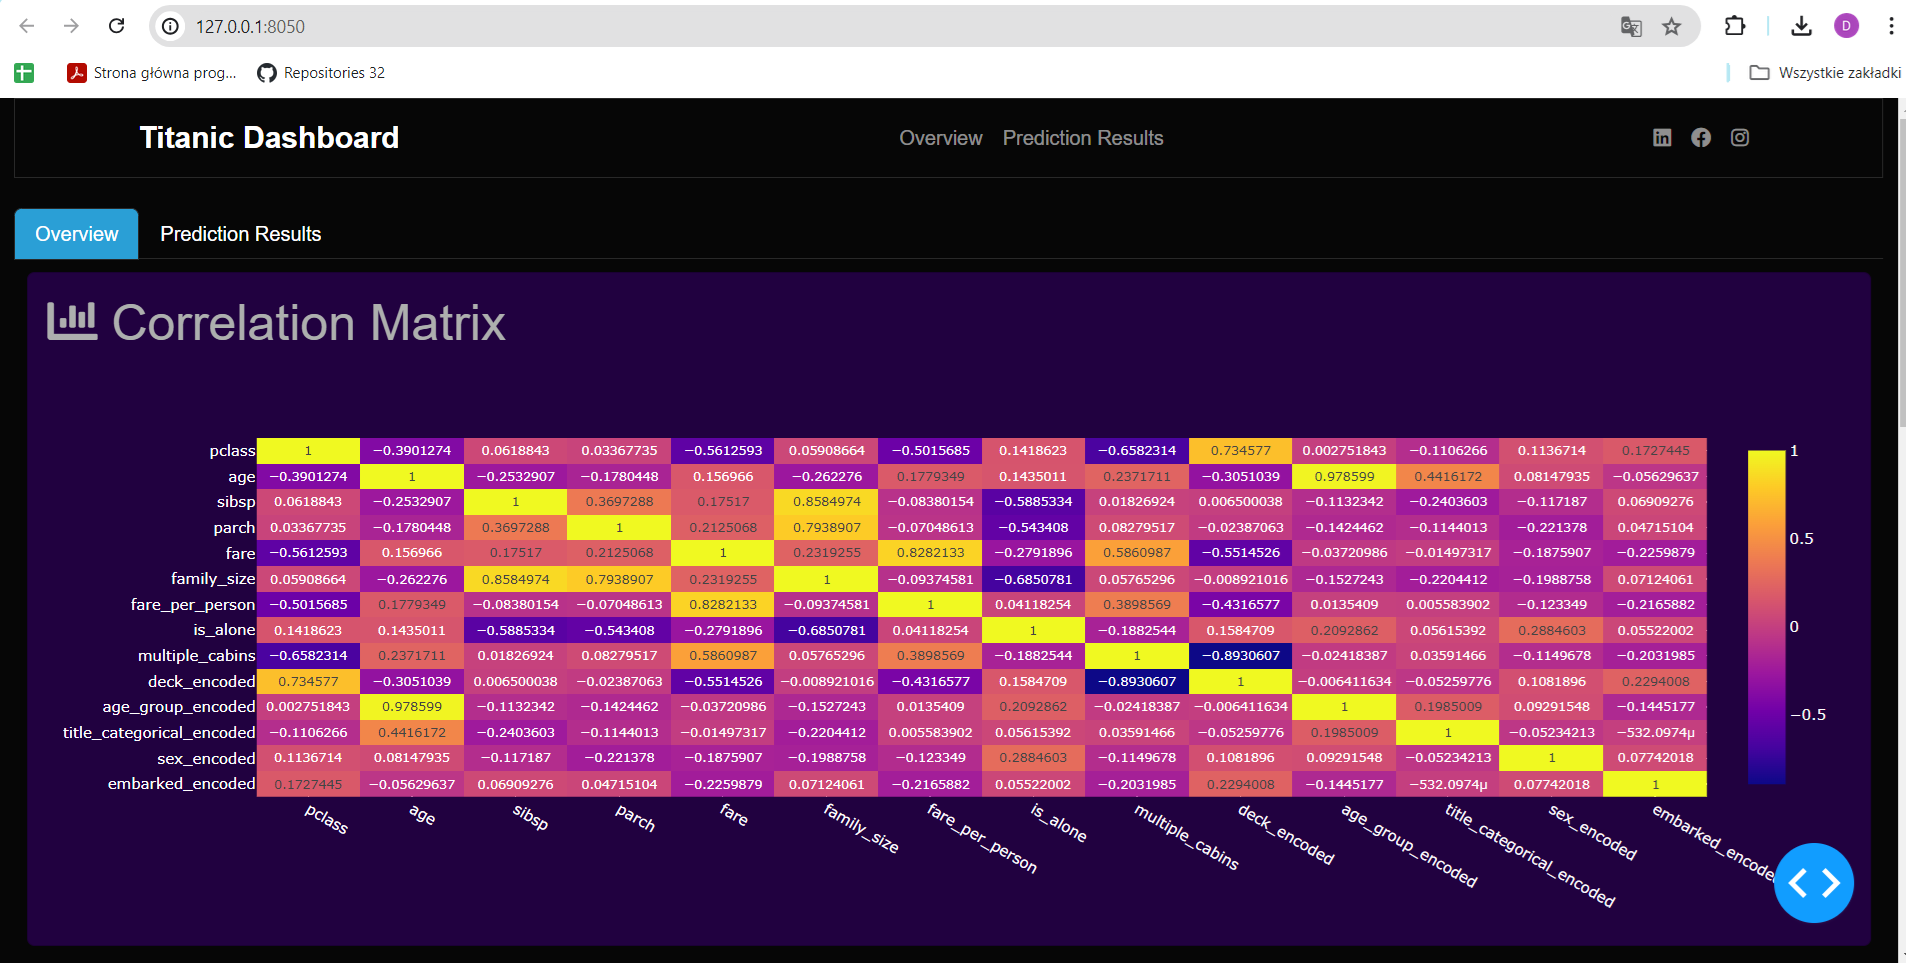 127.0.0.1:8050
D
Strona główna prog...
Repositories 32
Wszystkie zakładki
Titanic Dashboard
Overview
Prediction Results
Overview
Prediction Results
Correlation Matrix
pclass 1 −0.3901274 0.0618843 0.03367735 −0.5612593 0.05908664 −0.5015685 0.1418623 −0.6582314 0.734577 0.002751843 −0.1106266 0.1136714 0.1727445
age −0.3901274 1 −0.2532907 −0.1780448 0.156966 −0.262276 0.1779349 0.1435011 0.2371711 −0.3051039 0.978599 0.4416172 0.08147935 −0.05629637
sibsp 0.0618843 −0.2532907 1 0.3697288 0.17517 0.8584974 −0.08380154 −0.5885334 0.01826924 0.006500038 −0.1132342 −0.2403603 −0.117187 0.06909276
parch 0.03367735 −0.1780448 0.3697288 1 0.2125068 0.7938907 −0.07048613 −0.543408 0.08279517 −0.02387063 −0.1424462 −0.1144013 −0.221378 0.04715104
fare −0.5612593 0.156966 0.17517 0.2125068 1 0.2319255 0.8282133 −0.2791896 0.5860987 −0.5514526 −0.03720986 −0.01497317 −0.1875907 −0.2259879
family_size 0.05908664 −0.262276 0.8584974 0.7938907 0.2319255 1 −0.09374581 −0.6850781 0.05765296 −0.008921016 −0.1527243 −0.2204412 −0.1988758 0.07124061
fare_per_person −0.5015685 0.1779349 −0.08380154 −0.07048613 0.8282133 −0.09374581 1 0.04118254 0.3898569 −0.4316577 0.0135409 0.005583902 −0.123349 −0.2165882
is_alone 0.1418623 0.1435011 −0.5885334 −0.543408 −0.2791896 −0.6850781 0.04118254 1 −0.1882544 0.1584709 0.2092862 0.05615392 0.2884603 0.05522002
multiple_cabins −0.6582314 0.2371711 0.01826924 0.08279517 0.5860987 0.05765296 0.3898569 −0.1882544 1 −0.8930607 −0.02418387 0.03591466 −0.1149678 −0.2031985
deck_encoded 0.734577 −0.3051039 0.006500038 −0.02387063 −0.5514526 −0.008921016 −0.4316577 0.1584709 −0.8930607 1 −0.006411634 −0.05259776 0.1081896 0.2294008
age_group_encoded 0.002751843 0.978599 −0.1132342 −0.1424462 −0.03720986 −0.1527243 0.0135409 0.2092862 −0.02418387 −0.006411634 1 0.1985009 0.09291548 −0.1445177
title_categorical_encoded −0.1106266 0.4416172 −0.2403603 −0.1144013 −0.01497317 −0.2204412 0.005583902 0.05615392 0.03591466 −0.05259776 0.1985009 1 −0.05234213 −532.0974μ
sex_encoded 0.1136714 0.08147935 −0.117187 −0.221378 −0.1875907 −0.1988758 −0.123349 0.2884603 −0.1149678 0.1081896 0.09291548 −0.05234213 1 0.07742018
embarked_encoded 0.1727445 −0.05629637 0.06909276 0.04715104 −0.2259879 0.07124061 −0.2165882 0.05522002 −0.2031985 0.2294008 −0.1445177 −532.0974μ 0.07742018 1
pclass age sibsp parch fare family_size fare_per_person is_alone multiple_cabins deck_encoded age_group_encoded title_categorical_encoded sex_encoded embarked_encoded
1
0.5
0
−0.5